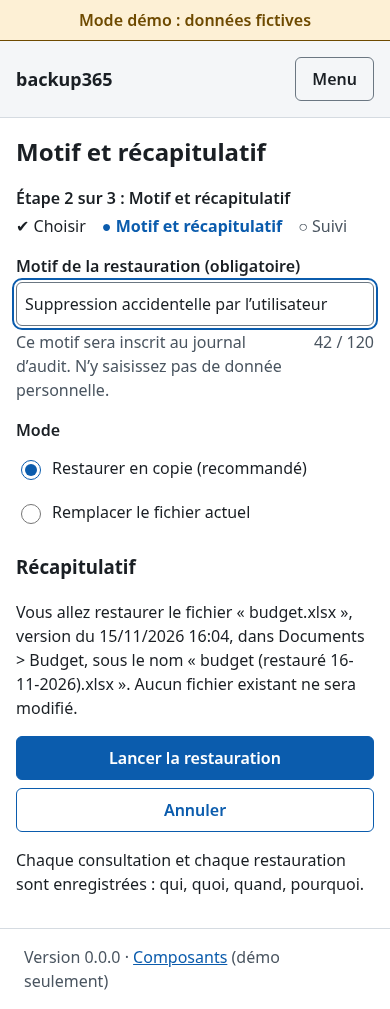 Mode démo : données fictives
backup365
Menu
Motif et récapitulatif
Étape 2 sur 3 : Motif et récapitulatif
✔ Choisir ● Motif et récapitulatif ○ Suivi
Motif de la restauration (obligatoire)
Suppression accidentelle par l’utilisateur
Ce motif sera inscrit au journal 42 / 120
d’audit. N’y saisissez pas de donnée
personnelle.
Mode
Restaurer en copie (recommandé)
Remplacer le fichier actuel
Récapitulatif
Vous allez restaurer le fichier « budget.xlsx »,
version du 15/11/2026 16:04, dans Documents
> Budget, sous le nom « budget (restauré 16-
11-2026).xlsx ». Aucun fichier existant ne sera
modifié.
Lancer la restauration
Annuler
Chaque consultation et chaque restauration
sont enregistrées : qui, quoi, quand, pourquoi.
Version 0.0.0 · Composants (démo
seulement)